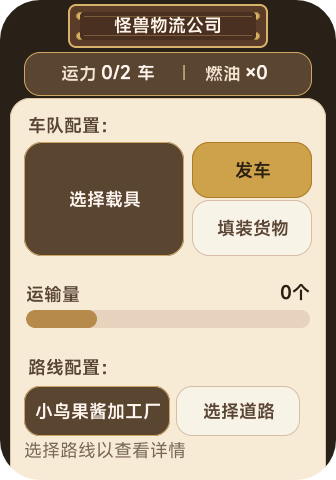 怪兽物流公司
运力 0/2 车 | 燃油 ×0
车队配置：
选择载具
发车
填装货物
运输量 0个
路线配置：
小鸟果酱加工厂 选择道路
选择路线以查看详情